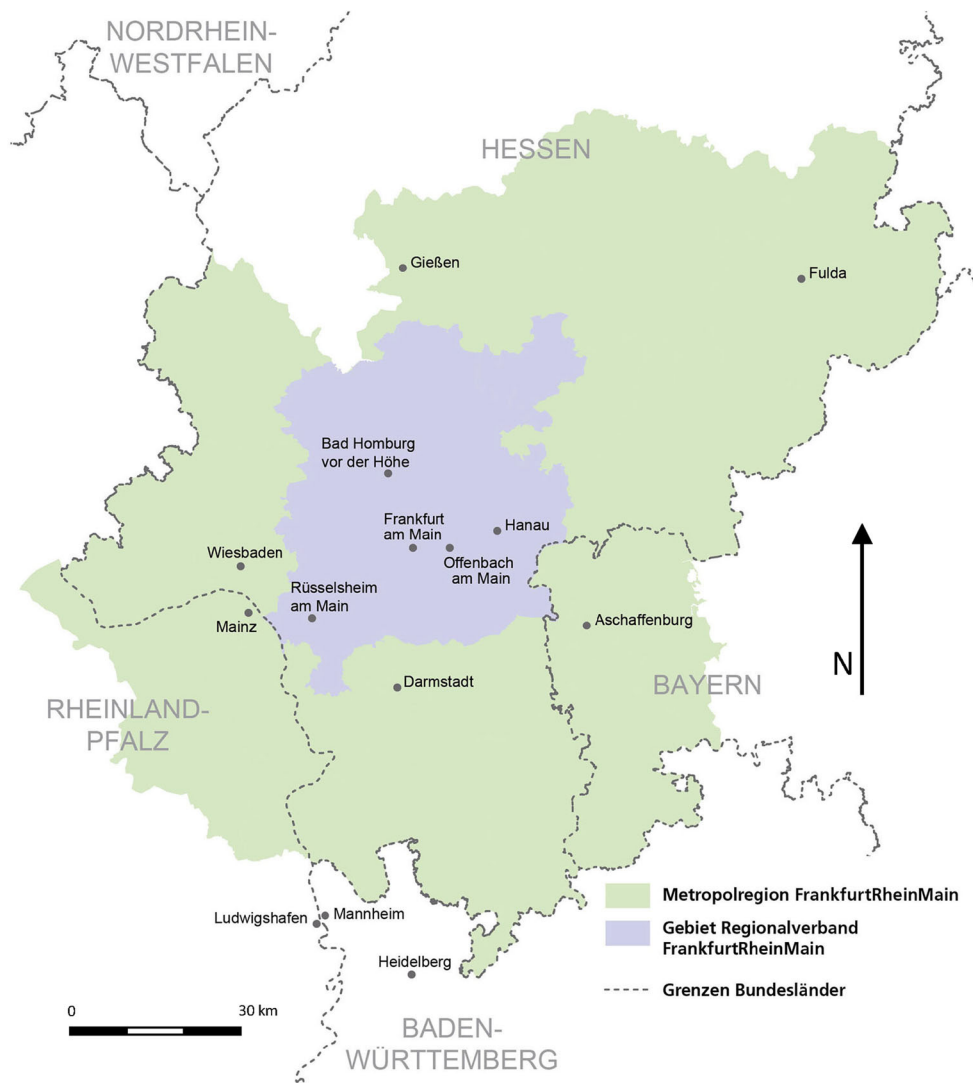 NORDRHEIN-
WESTFALEN
HESSEN
Gießen
Fulda
Bad Homburg
vor der Höhe
Frankfurt
am Main
Hanau
Offenbach
am Main
Wiesbaden
Rüsselsheim
am Main
Mainz
Aschaffenburg
N
Darmstadt
BAYERN
RHEINLAND-
PFALZ
Metropolregion FrankfurtRheinMain
Ludwigshafen
Mannheim
Gebiet Regionalverband
FrankfurtRheinMain
Heidelberg
Grenzen Bundesländer
0 30 km
BADEN-
WÜRTTEMBERG